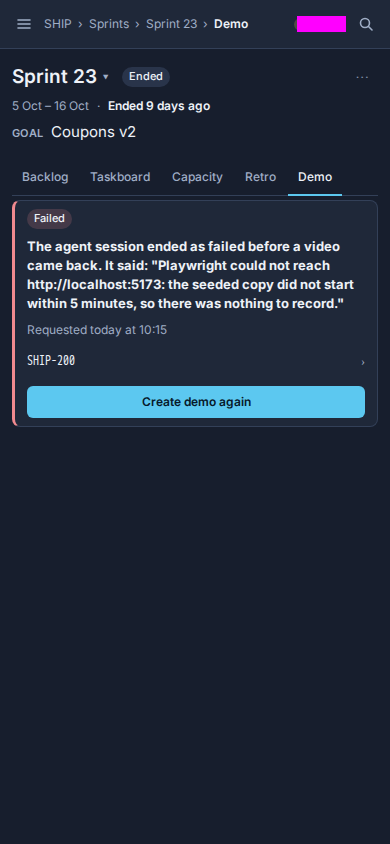 SHIP › Sprints › Sprint 23 › Demo
Sprint 23 ▾ Ended ...
5 Oct – 16 Oct · Ended 9 days ago
GOAL Coupons v2
Backlog Taskboard Capacity Retro Demo
Failed
The agent session ended as failed before a video
came back. It said: "Playwright could not reach
http://localhost:5173: the seeded copy did not start
within 5 minutes, so there was nothing to record."
Requested today at 10:15
SHIP-200 ›
Create demo again